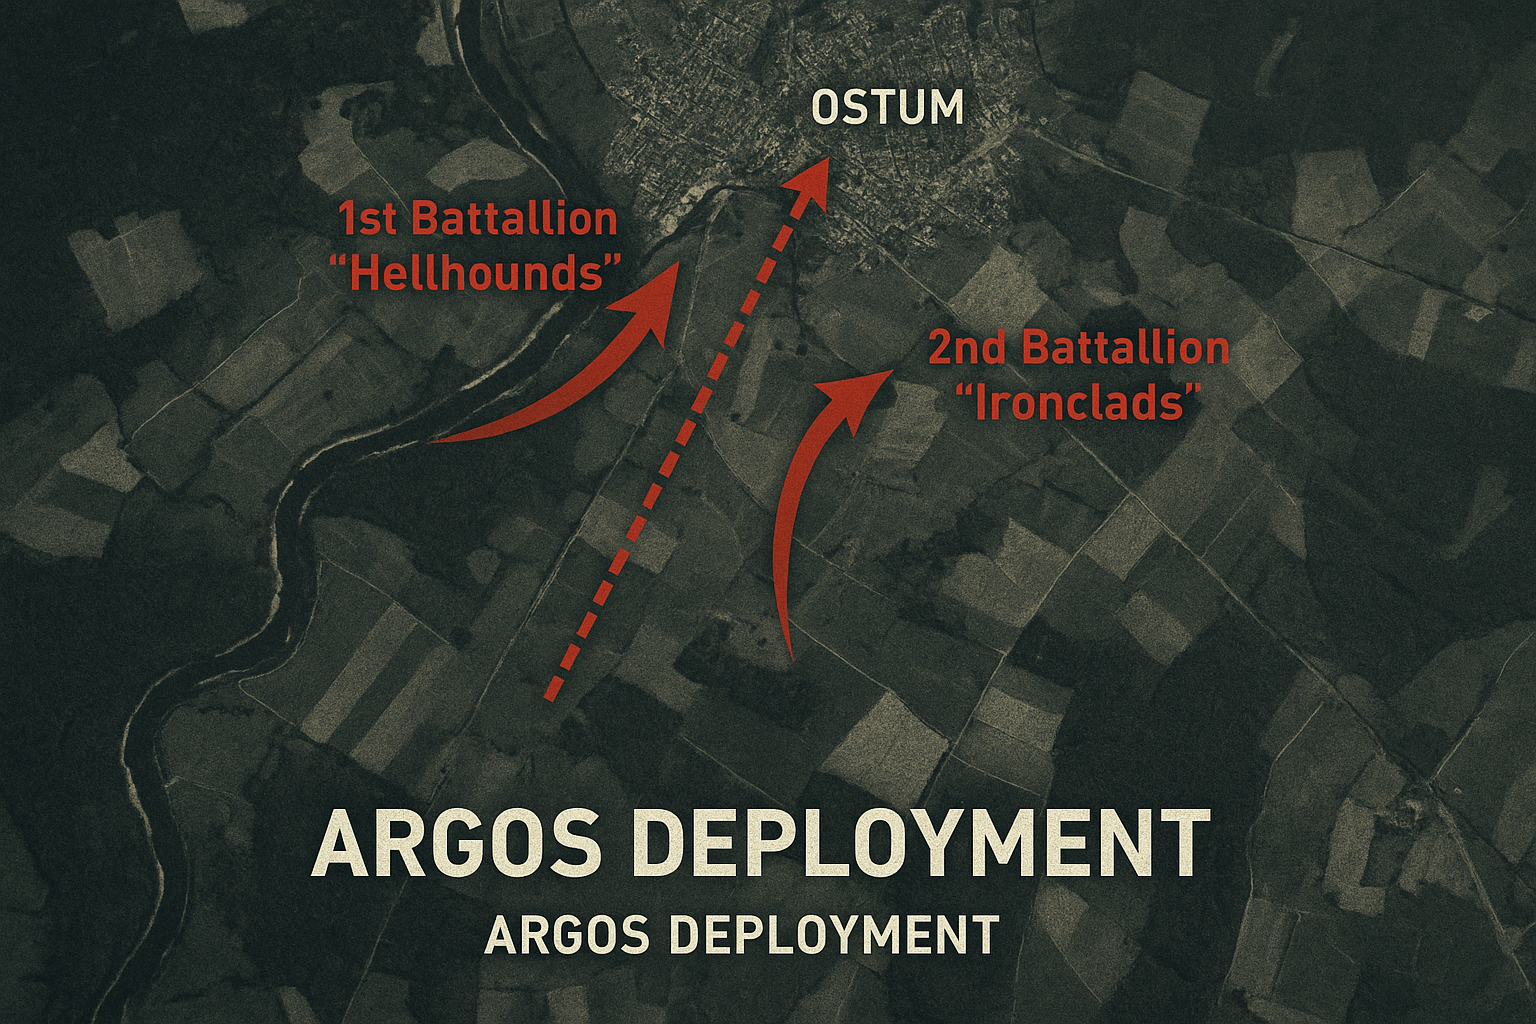 OSTUM
1st Battallion
“Hellhounds”
2nd Battallion
“Ironclads”
ARGOS DEPLOYMENT
ARGOS DEPLOYMENT